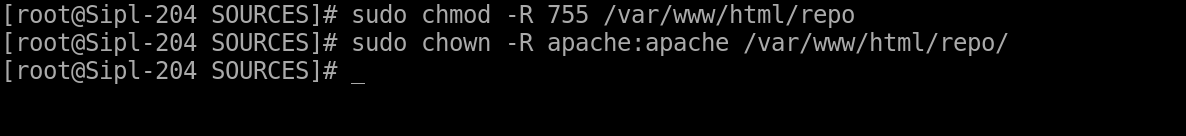 [root@Sipl-204 SOURCES]# sudo chmod -R 755 /var/www/html/repo
[root@Sipl-204 SOURCES]# sudo chown -R apache:apache /var/www/html/repo/
[root@Sipl-204 SOURCES]# _